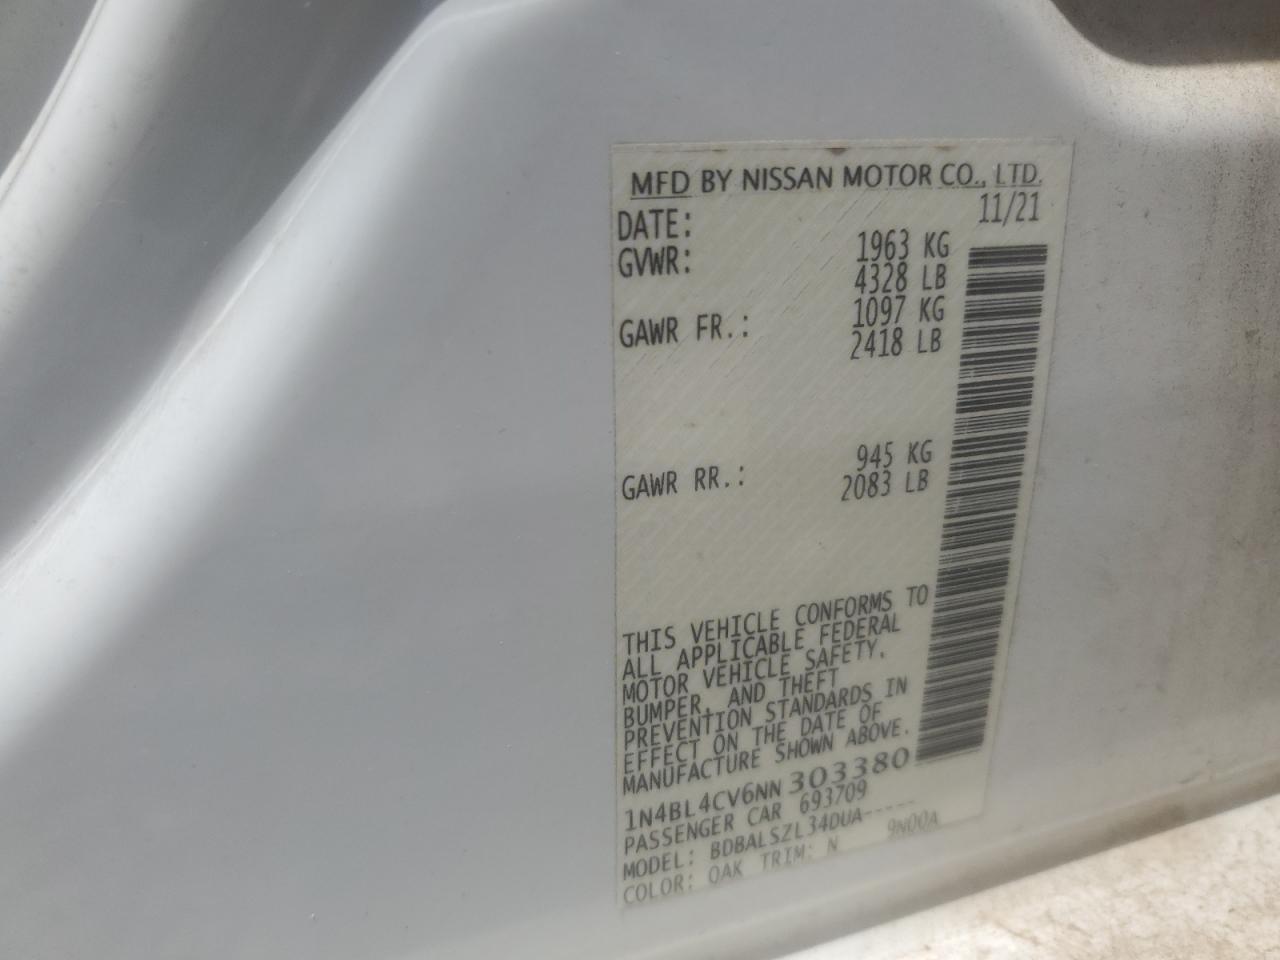 MFD BY NISSAN MOTOR CO., LTD.
DATE: 11/21
GVWR: 1963 KG
4328 LB
GAWR FR.: 1097 KG
2418 LB
GAWR RR.: 945 KG
2083 LB
THIS VEHICLE CONFORMS TO
ALL APPLICABLE FEDERAL
MOTOR VEHICLE SAFETY,
BUMPER, AND THEFT
PREVENTION STANDARDS IN
EFFECT ON THE DATE OF
MANUFACTURE SHOWN ABOVE.
1N4BL4CV6NN303380
PASSENGER CAR 693709
MODEL: BDBALSZL34DUA-----
COLOR: QAK TRIM: N 9N00A